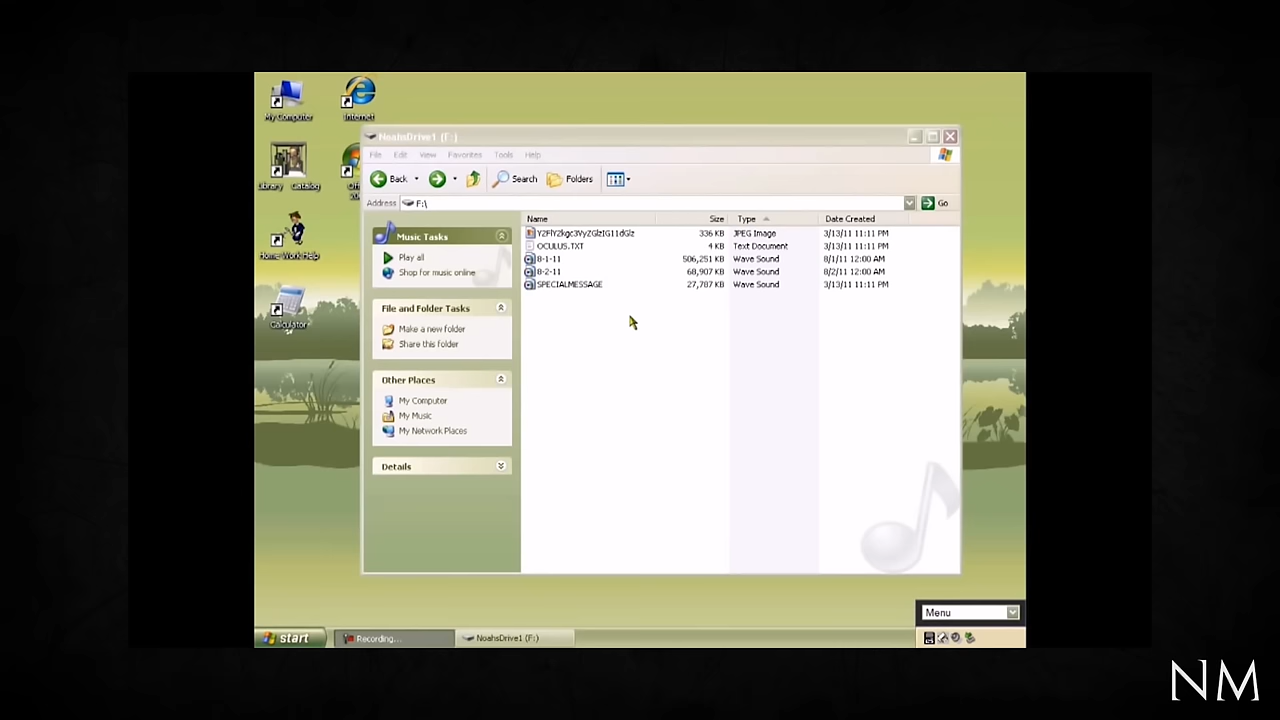 My Computer
Internet
Library Catalog
Home Work Help
Calculator
NoahsDrive1 (F:)
File Edit View Favorites Tools Help
Back Search Folders
Address F:\ Go
Music Tasks
Play all
Shop for music online
File and Folder Tasks
Make a new folder
Share this folder
Other Places
My Computer
My Music
My Network Places
Details
Name Size Type Date Created
336 KB JPEG Image 3/13/11 11:11 PM
OCULUS.TXT 4 KB Text Document 3/13/11 11:11 PM
8-1-11 506,251 KB Wave Sound 8/1/11 12:00 AM
8-2-11 68,907 KB Wave Sound 8/2/11 12:00 AM
SPECIALMESSAGE 27,787 KB Wave Sound 3/13/11 11:11 PM
Menu
start Recording... NoahsDrive1 (F:)
NM